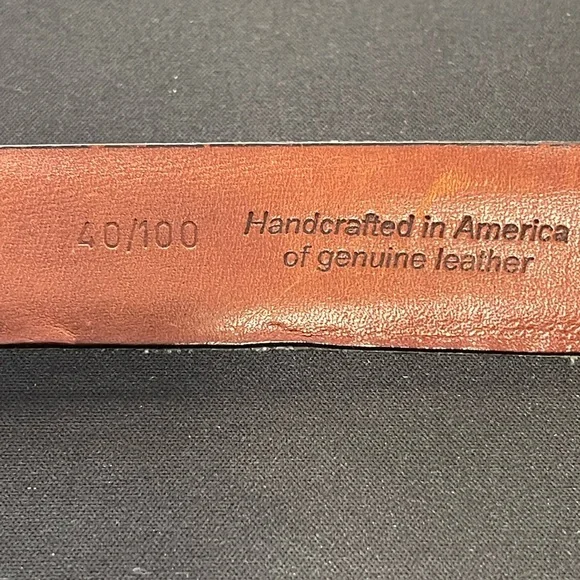 40/100
Handcrafted in America
of genuine leather